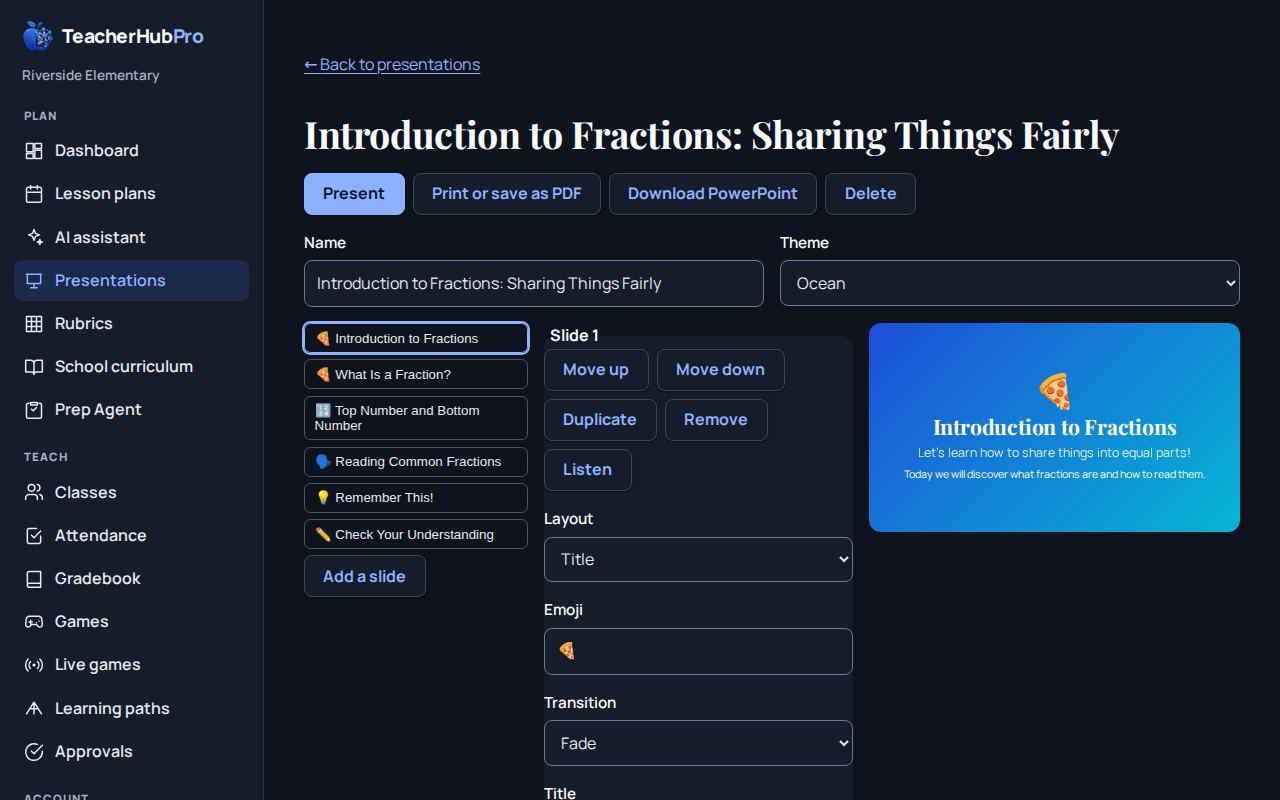 TeacherHubPro
Riverside Elementary
PLAN
Dashboard
Lesson plans
AI assistant
Presentations
Rubrics
School curriculum
Prep Agent
TEACH
Classes
Attendance
Gradebook
Games
Live games
Learning paths
Approvals
ACCOUNT
← Back to presentations
Introduction to Fractions: Sharing Things Fairly
Present
Print or save as PDF
Download PowerPoint
Delete
Name
Introduction to Fractions: Sharing Things Fairly
Theme
Ocean
🍕 Introduction to Fractions
🍕 What Is a Fraction?
🔢 Top Number and Bottom
Number
🗣️ Reading Common Fractions
💡 Remember This!
✏️ Check Your Understanding
Add a slide
Slide 1
Move up
Move down
Duplicate
Remove
Listen
Layout
Title
Emoji
🍕
Transition
Fade
Title
🍕
Introduction to Fractions
Let's learn how to share things into equal parts!
Today we will discover what fractions are and how to read them.